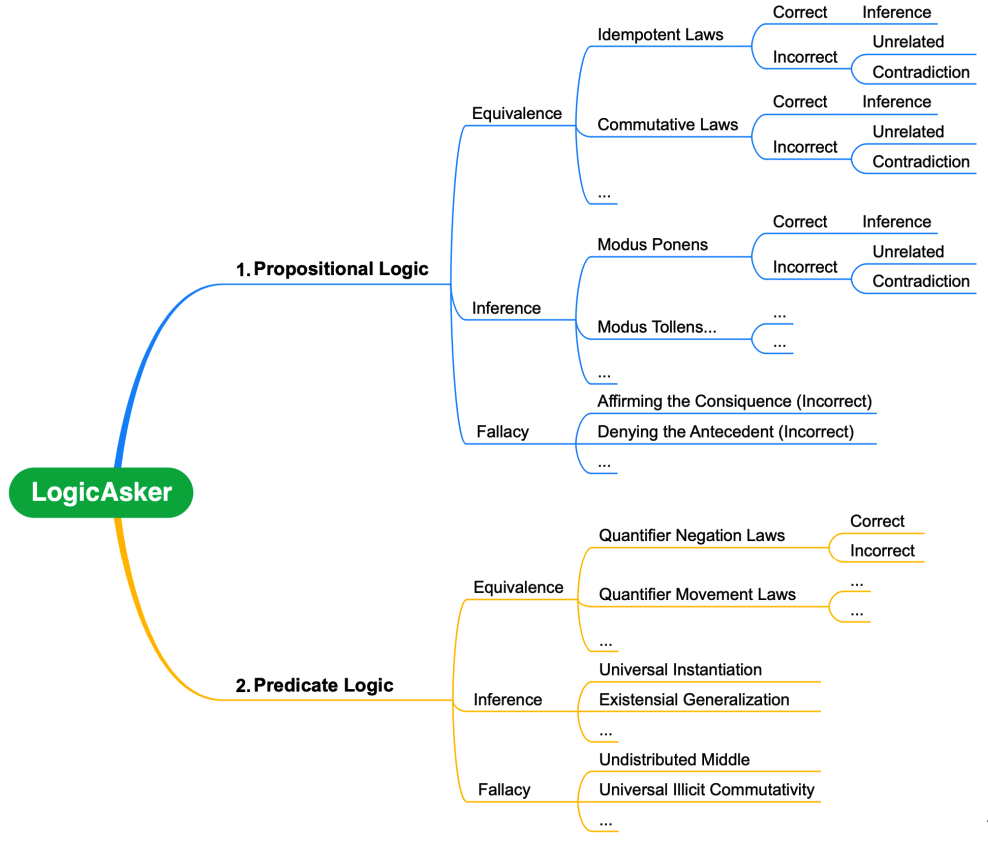 LogicAsker
1. Propositional Logic
Equivalence
Idempotent Laws
Correct Inference
Incorrect
Unrelated
Contradiction
Commutative Laws
Correct Inference
Incorrect
Unrelated
Contradiction
...
Inference
Modus Ponens
Correct Inference
Incorrect
Unrelated
Contradiction
Modus Tollens...
...
...
...
Fallacy
Affirming the Consiquence (Incorrect)
Denying the Antecedent (Incorrect)
...
2. Predicate Logic
Equivalence
Quantifier Negation Laws
Correct
Incorrect
Quantifier Movement Laws
...
...
...
Inference
Universal Instantiation
Existensial Generalization
...
Fallacy
Undistributed Middle
Universal Illicit Commutativity
...